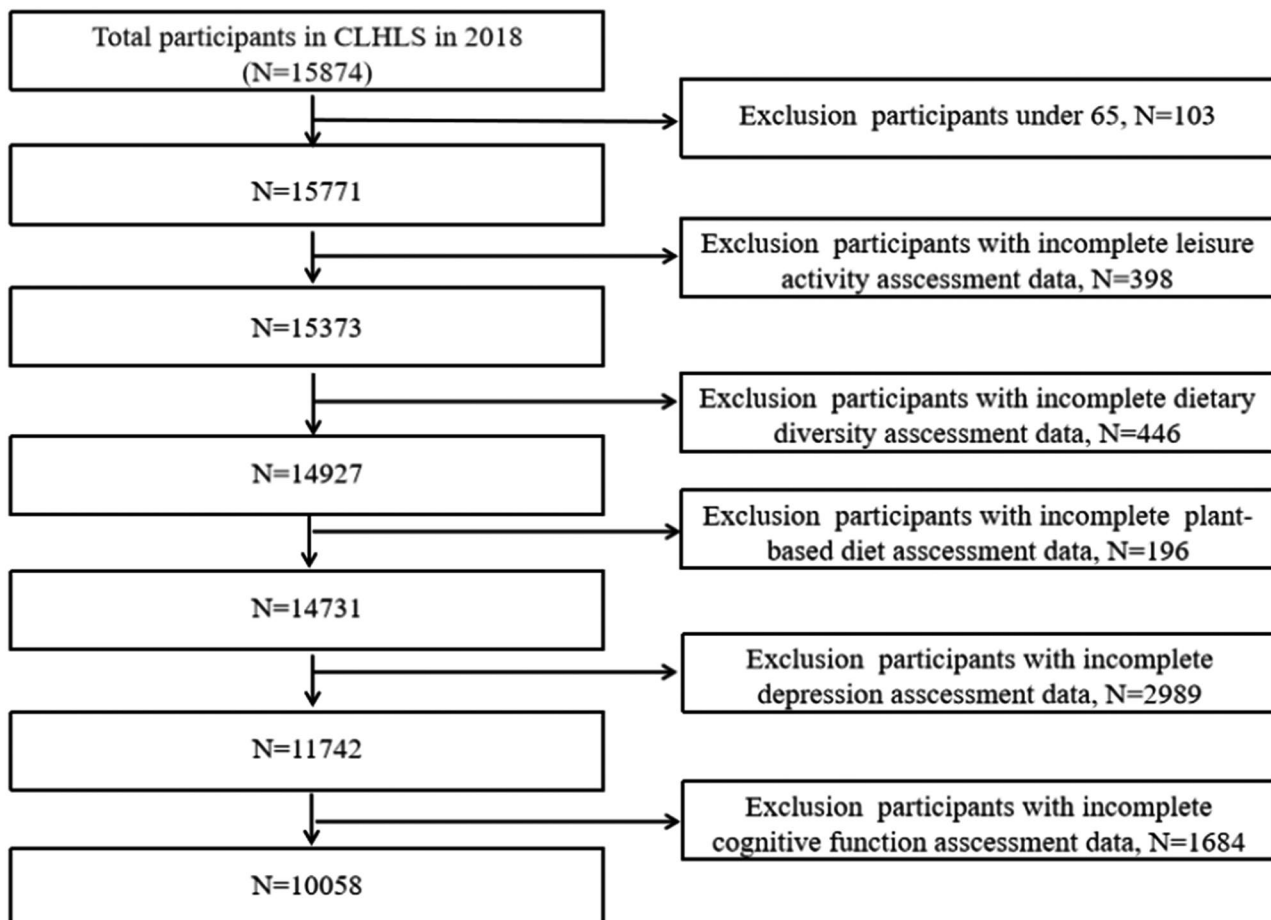 Total participants in CLHLS in 2018
(N=15874)
Exclusion participants under 65, N=103
N=15771
Exclusion participants with incomplete leisure
activity asscessment data, N=398
N=15373
Exclusion participants with incomplete dietary
diversity asscessment data, N=446
N=14927
Exclusion participants with incomplete plant-
based diet asscessment data, N=196
N=14731
Exclusion participants with incomplete
depression asscessment data, N=2989
N=11742
Exclusion participants with incomplete
cognitive function asscessment data, N=1684
N=10058